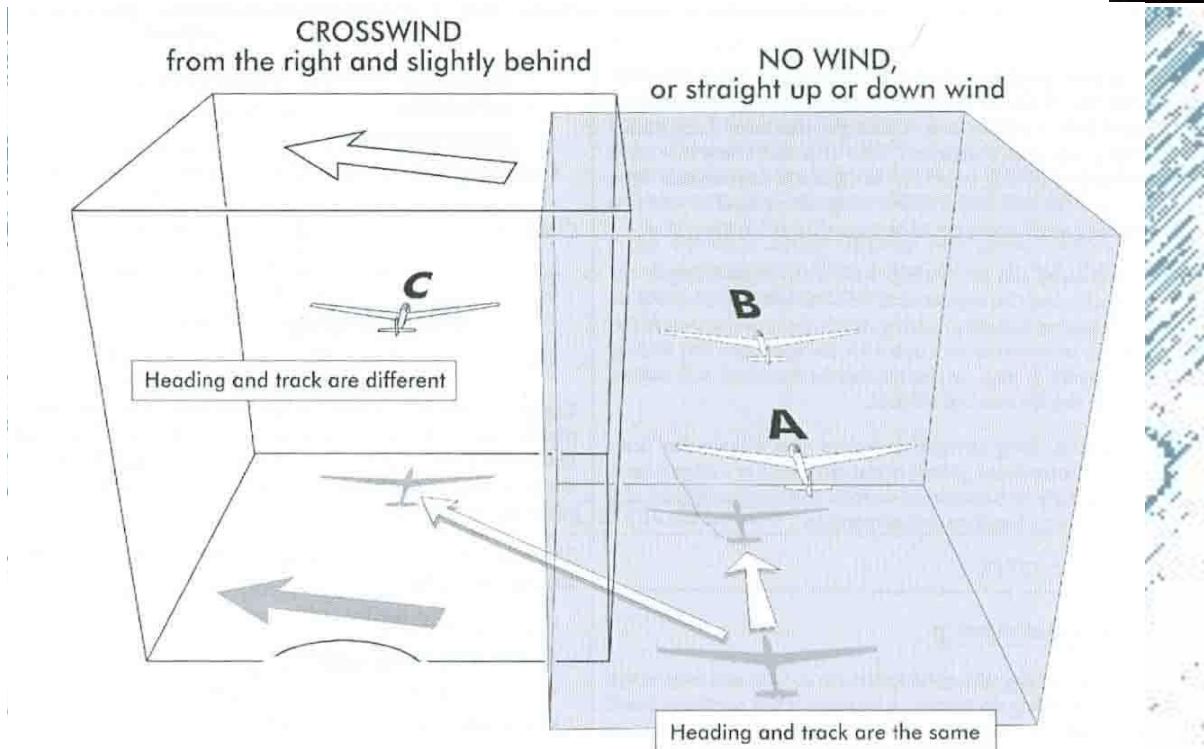 CROSSWIND
from the right and slightly behind
NO WIND,
or straight up or down wind
C
B
Heading and track are different
A
Heading and track are the same